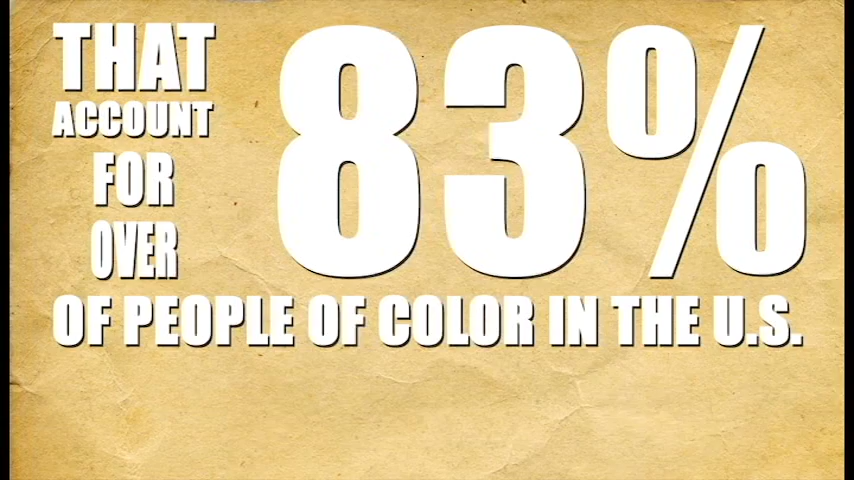 THAT
ACCOUNT
FOR
OVER
83%
OF PEOPLE OF COLOR IN THE U.S.